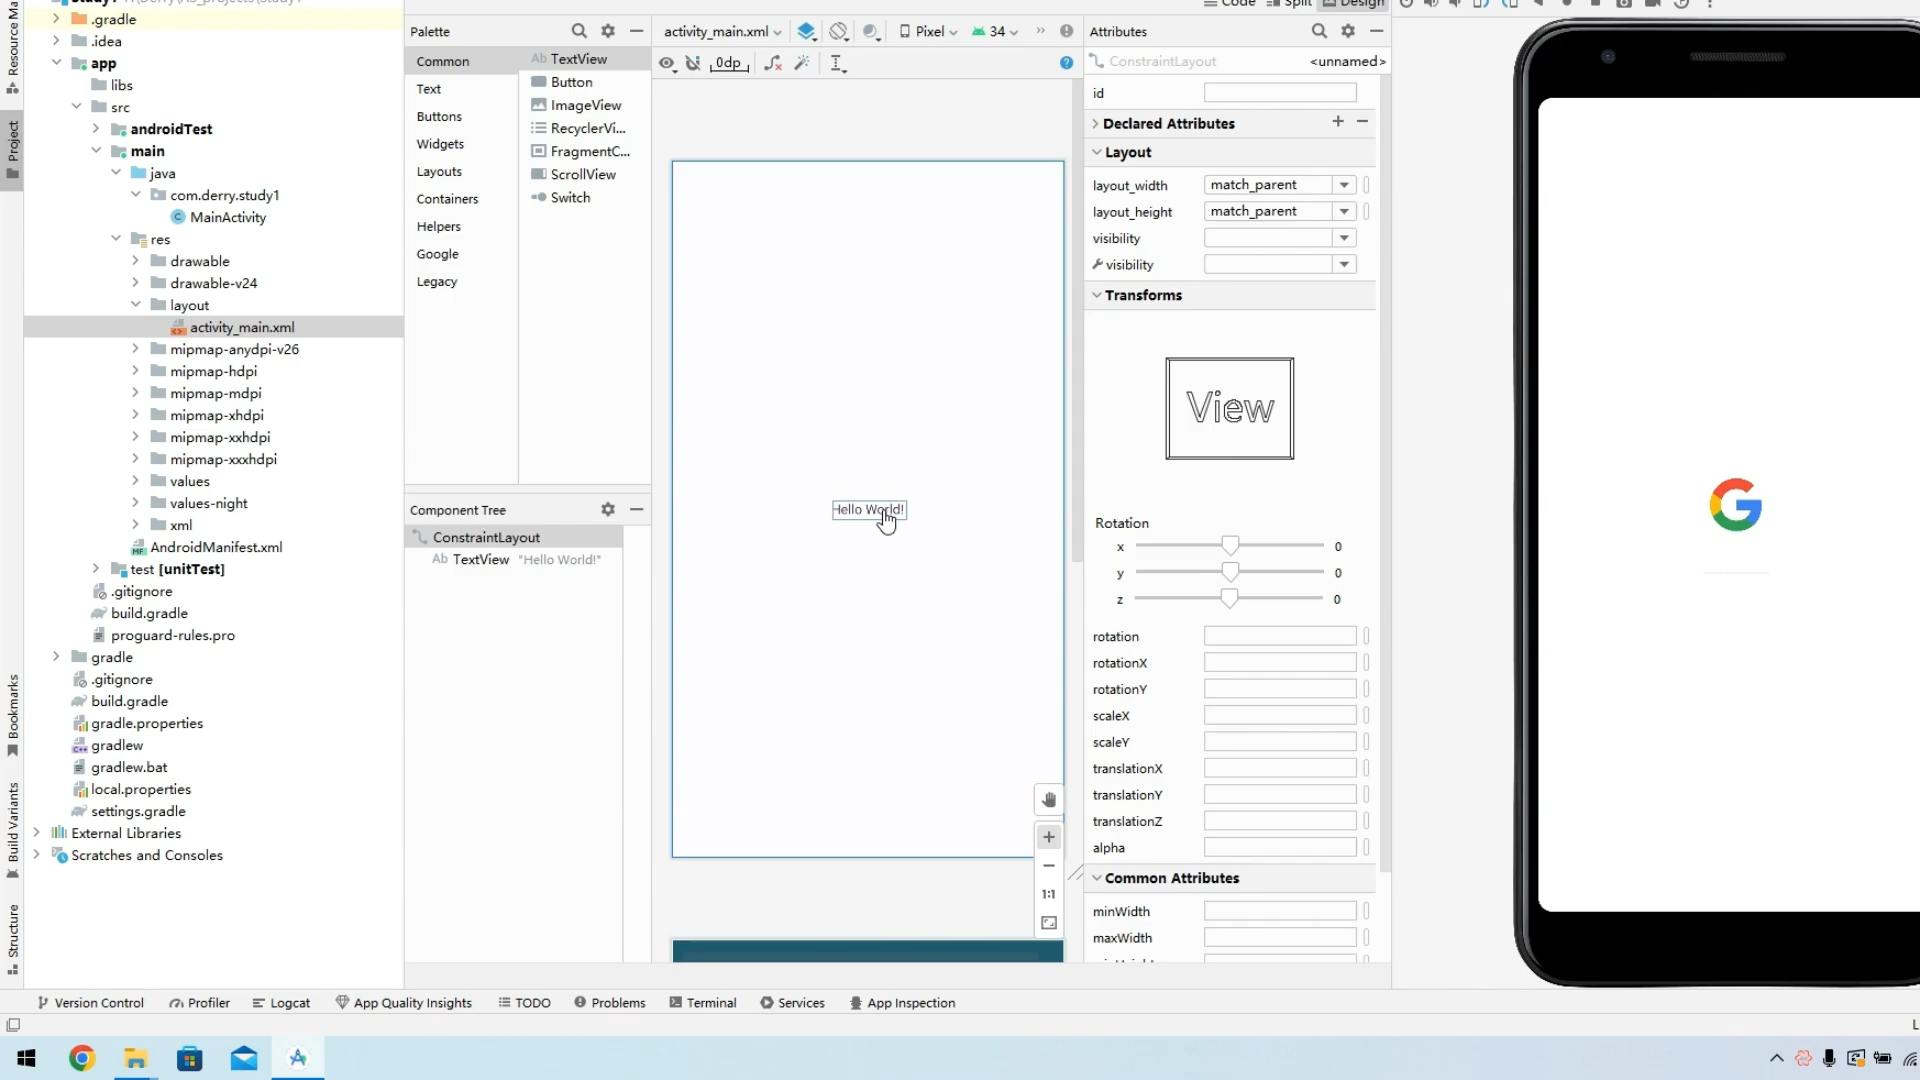 Resource Ma
Project
Bookmarks
Build Variants
Structure
.gradle
.idea
app
libs
src
androidTest
main
java
com.derry.study1
MainActivity
res
drawable
drawable-v24
layout
activity_main.xml
mipmap-anydpi-v26
mipmap-hdpi
mipmap-mdpi
mipmap-xhdpi
mipmap-xxhdpi
mipmap-xxxhdpi
values
values-night
xml
AndroidManifest.xml
test [unitTest]
.gitignore
build.gradle
proguard-rules.pro
gradle
.gitignore
build.gradle
gradle.properties
gradlew
gradlew.bat
local.properties
settings.gradle
External Libraries
Scratches and Consoles
Palette
Common
Text
Buttons
Widgets
Layouts
Containers
Helpers
Google
Legacy
Ab TextView
Button
ImageView
RecyclerVi...
FragmentC...
ScrollView
Switch
Component Tree
ConstraintLayout
Ab TextView "Hello World!"
Code Split Design
activity_main.xml Pixel 34
0dp
Hello World!
1:1
Attributes
ConstraintLayout <unnamed>
id
Declared Attributes
Layout
layout_width match_parent
layout_height match_parent
visibility
visibility
Transforms
View
Rotation
x 0
y 0
z 0
rotation
rotationX
rotationY
scaleX
scaleY
translationX
translationY
translationZ
alpha
Common Attributes
minWidth
maxWidth
Version Control Profiler Logcat App Quality Insights TODO Problems Terminal Services App Inspection